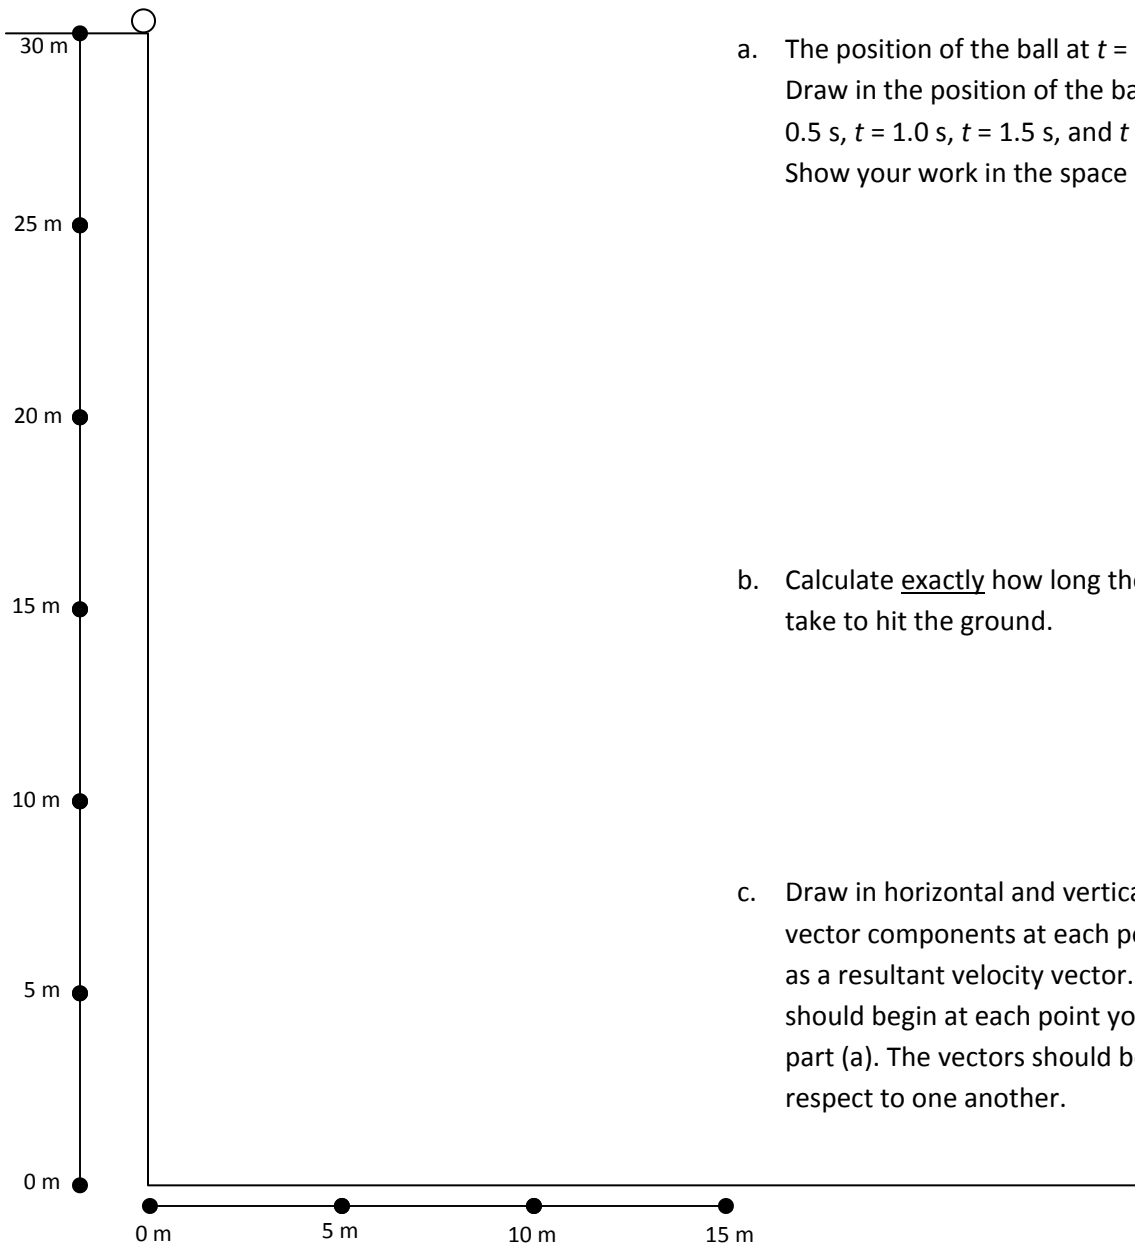 30 m
25 m
20 m
15 m
10 m
5 m
0 m
0 m
5 m
10 m
15 m
a. The position of the ball at t =
Draw in the position of the ba
0.5 s, t = 1.0 s, t = 1.5 s, and t
Show your work in the space
b. Calculate exactly how long the
take to hit the ground.
c. Draw in horizontal and vertica
vector components at each po
as a resultant velocity vector.
should begin at each point yo
part (a). The vectors should b
respect to one another.